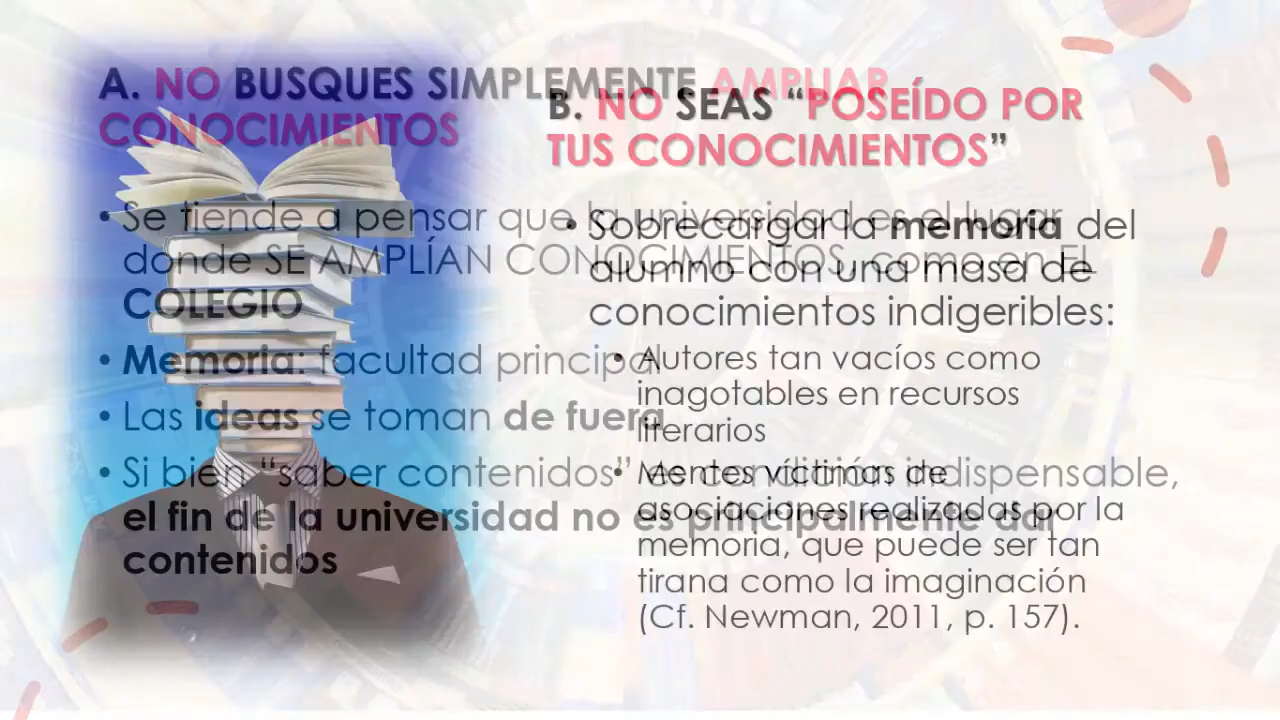 A. NO BUSQUES SIMPLEMENTE AMPLIAR
CONOCIMIENTOS
• Se tiende a pensar que la universidad es el lugar
donde SE AMPLÍAN CONOCIMIENTOS, como en EL
COLEGIO
• Memoria: facultad principal
• Las ideas se toman de fuera
• Si bien “saber contenidos” es condición indispensable,
el fin de la universidad no es principalmente dar
contenidos
B. NO SEAS “POSEÍDO POR
TUS CONOCIMIENTOS”
• Sobrecargar la memoria del
alumno con una masa de
conocimientos indigeribles:
• Autores tan vacíos como
inagotables en recursos
literarios
• Mentes víctimas de
asociaciones realizadas por la
memoria, que puede ser tan
tirana como la imaginación
(Cf. Newman, 2011, p. 157).